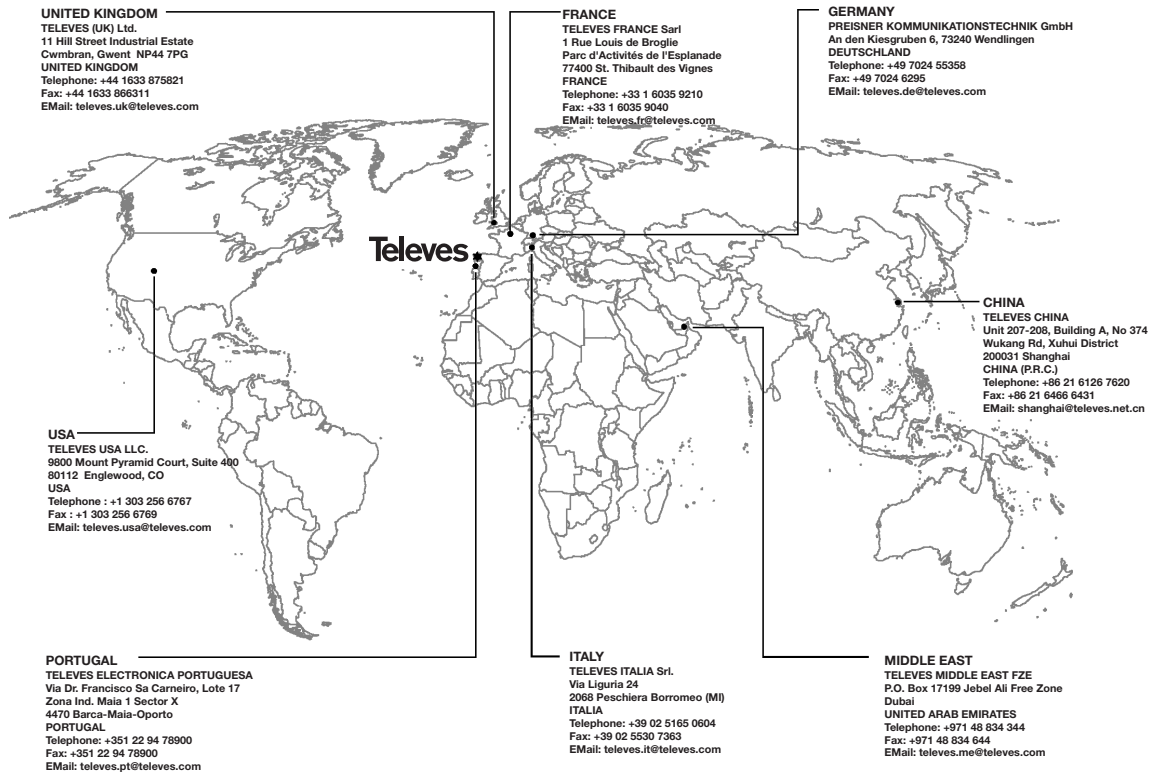 UNITED KINGDOM
TELEVES (UK) Ltd.
11 Hill Street Industrial Estate
Cwmbran, Gwent NP44 7PG
UNITED KINGDOM
Telephone: +44 1633 875821
Fax: +44 1633 866311
EMail: televes.uk@televes.com
FRANCE
TELEVES FRANCE Sarl
1 Rue Louis de Broglie
Parc d'Activités de l'Esplanade
77400 St. Thibault des Vignes
FRANCE
Telephone: +33 1 6035 9210
Fax: +33 1 6035 9040
EMail: televes.fr@televes.com
GERMANY
PREISNER KOMMUNIKATIONSTECHNIK GmbH
An den Kiesgruben 6, 73240 Wendlingen
DEUTSCHLAND
Telephone: +49 7024 55358
Fax: +49 7024 6295
EMail: televes.de@televes.com
Televes
CHINA
TELEVES CHINA
Unit 207-208, Building A, No 374
Wukang Rd, Xuhui District
200031 Shanghai
CHINA (P.R.C.)
Telephone: +86 21 6126 7620
Fax: +86 21 6466 6431
EMail: shanghai@televes.net.cn
USA
TELEVES USA LLC.
9800 Mount Pyramid Court, Suite 400
80112 Englewood, CO
USA
Telephone : +1 303 256 6767
Fax : +1 303 256 6769
EMail: televes.usa@televes.com
PORTUGAL
TELEVES ELECTRONICA PORTUGUESA
Via Dr. Francisco Sa Carneiro, Lote 17
Zona Ind. Maia 1 Sector X
4470 Barca-Maia-Oporto
PORTUGAL
Telephone: +351 22 94 78900
Fax: +351 22 94 78900
EMail: televes.pt@televes.com
ITALY
TELEVES ITALIA Srl.
Via Liguria 24
2068 Peschiera Borromeo (MI)
ITALIA
Telephone: +39 02 5165 0604
Fax: +39 02 5530 7363
EMail: televes.it@televes.com
MIDDLE EAST
TELEVES MIDDLE EAST FZE
P.O. Box 17199 Jebel Ali Free Zone
Dubai
UNITED ARAB EMIRATES
Telephone: +971 48 834 344
Fax: +971 48 834 644
EMail: televes.me@televes.com